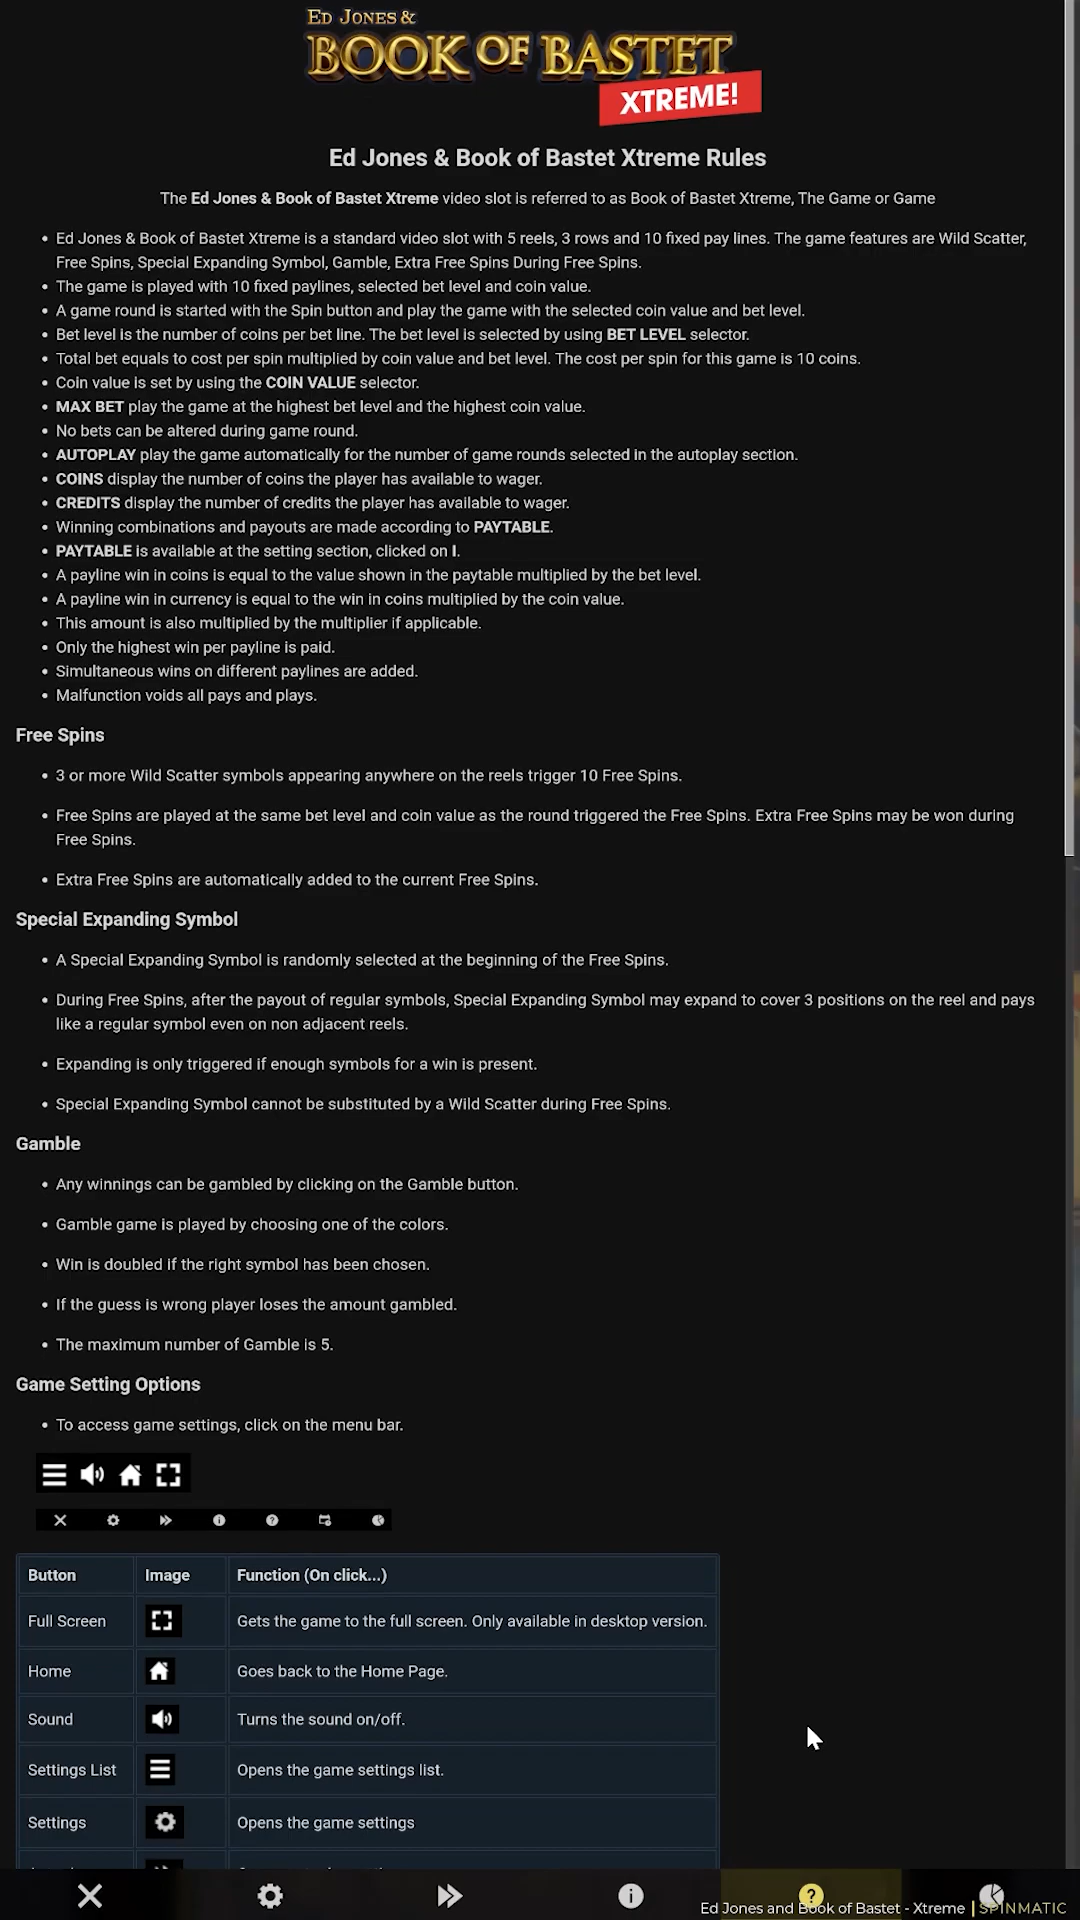 ED JONES &
BOOK OF BASTET
XTREME!
Ed Jones & Book of Bastet Xtreme Rules
The Ed Jones & Book of Bastet Xtreme video slot is referred to as Book of Bastet Xtreme, The Game or Game
• Ed Jones & Book of Bastet Xtreme is a standard video slot with 5 reels, 3 rows and 10 fixed pay lines. The game features are Wild Scatter,
Free Spins, Special Expanding Symbol, Gamble, Extra Free Spins During Free Spins.
• The game is played with 10 fixed paylines, selected bet level and coin value.
• A game round is started with the Spin button and play the game with the selected coin value and bet level.
• Bet level is the number of coins per bet line. The bet level is selected by using BET LEVEL selector.
• Total bet equals to cost per spin multiplied by coin value and bet level. The cost per spin for this game is 10 coins.
• Coin value is set by using the COIN VALUE selector.
• MAX BET play the game at the highest bet level and the highest coin value.
• No bets can be altered during game round.
• AUTOPLAY play the game automatically for the number of game rounds selected in the autoplay section.
• COINS display the number of coins the player has available to wager.
• CREDITS display the number of credits the player has available to wager.
• Winning combinations and payouts are made according to PAYTABLE.
• PAYTABLE is available at the setting section, clicked on I.
• A payline win in coins is equal to the value shown in the paytable multiplied by the bet level.
• A payline win in currency is equal to the win in coins multiplied by the coin value.
• This amount is also multiplied by the multiplier if applicable.
• Only the highest win per payline is paid.
• Simultaneous wins on different paylines are added.
• Malfunction voids all pays and plays.
Free Spins
• 3 or more Wild Scatter symbols appearing anywhere on the reels trigger 10 Free Spins.
• Free Spins are played at the same bet level and coin value as the round triggered the Free Spins. Extra Free Spins may be won during
Free Spins.
• Extra Free Spins are automatically added to the current Free Spins.
Special Expanding Symbol
• A Special Expanding Symbol is randomly selected at the beginning of the Free Spins.
• During Free Spins, after the payout of regular symbols, Special Expanding Symbol may expand to cover 3 positions on the reel and pays
like a regular symbol even on non adjacent reels.
• Expanding is only triggered if enough symbols for a win is present.
• Special Expanding Symbol cannot be substituted by a Wild Scatter during Free Spins.
Gamble
• Any winnings can be gambled by clicking on the Gamble button.
• Gamble game is played by choosing one of the colors.
• Win is doubled if the right symbol has been chosen.
• If the guess is wrong player loses the amount gambled.
• The maximum number of Gamble is 5.
Game Setting Options
• To access game settings, click on the menu bar.
Button Image Function (On click...)
Full Screen Gets the game to the full screen. Only available in desktop version.
Home Goes back to the Home Page.
Sound Turns the sound on/off.
Settings List Opens the game settings list.
Settings Opens the game settings
Ed Jones and Book of Bastet - Xtreme | SPINMATIC